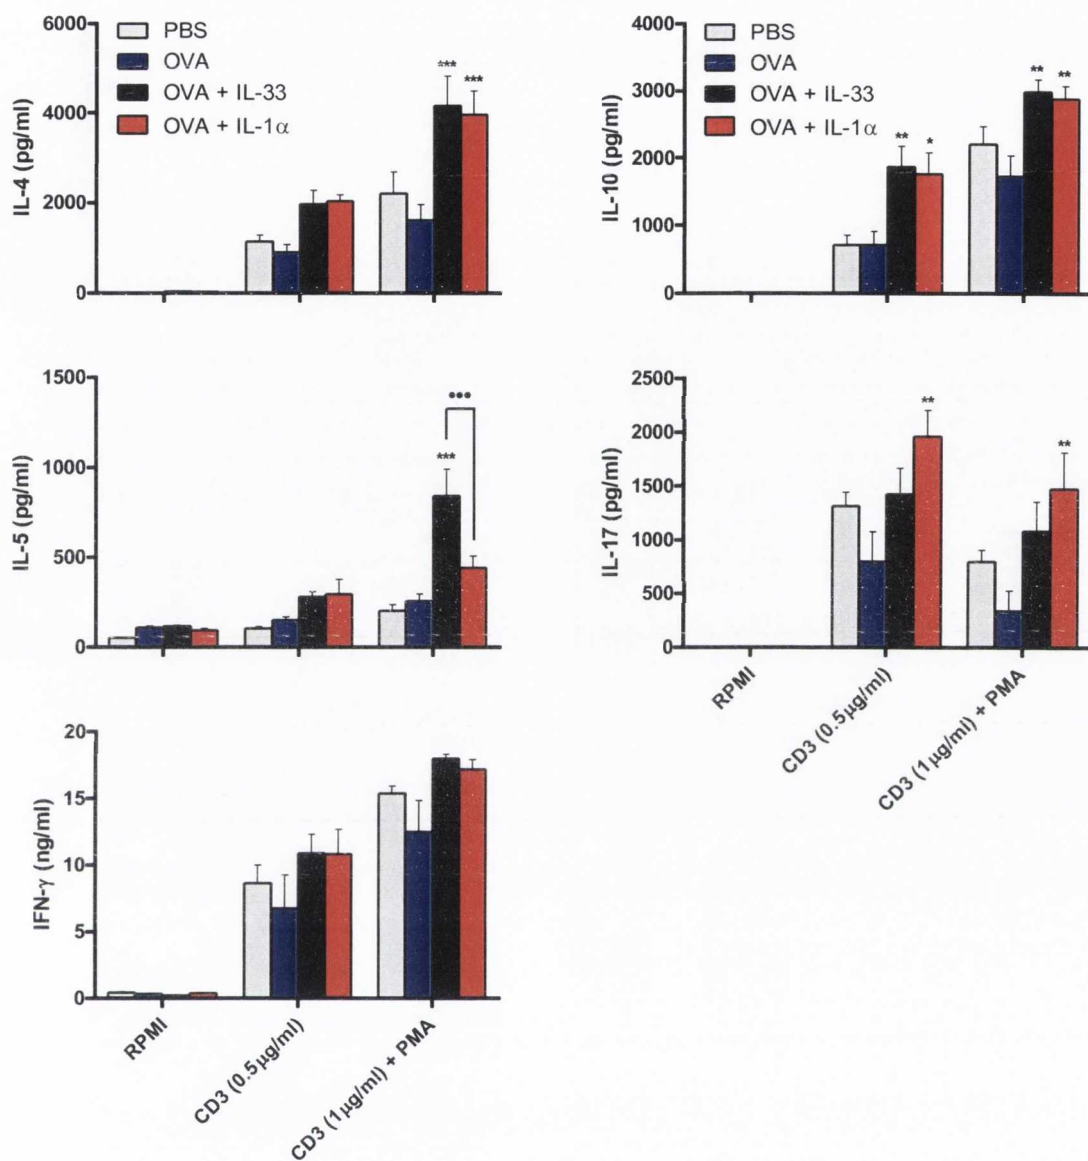 IL-4 (pg/ml)
6000
4000
2000
0
PBS
OVA
OVA + IL-33
OVA + IL-1α
***
***
IL-10 (pg/ml)
4000
3000
2000
1000
0
PBS
OVA
OVA + IL-33
OVA + IL-1α
**
*
**
**
IL-5 (pg/ml)
1500
1000
500
0
•••
***
IL-17 (pg/ml)
2500
2000
1500
1000
500
0
**
**
RPMI
CD3 (0.5µg/ml)
CD3 (1µg/ml) + PMA
IFN-γ (ng/ml)
20
15
10
5
0
RPMI
CD3 (0.5µg/ml)
CD3 (1µg/ml) + PMA